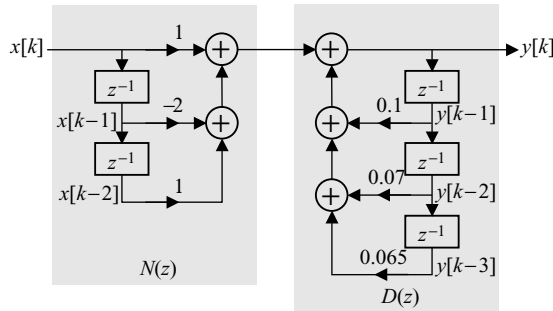 x[k] 1 y[k]
z⁻¹ z⁻¹
x[k−1] −2 0.1 y[k−1]
z⁻¹ z⁻¹
x[k−2] 1 0.07 y[k−2]
z⁻¹
0.065 y[k−3]
N(z) D(z)